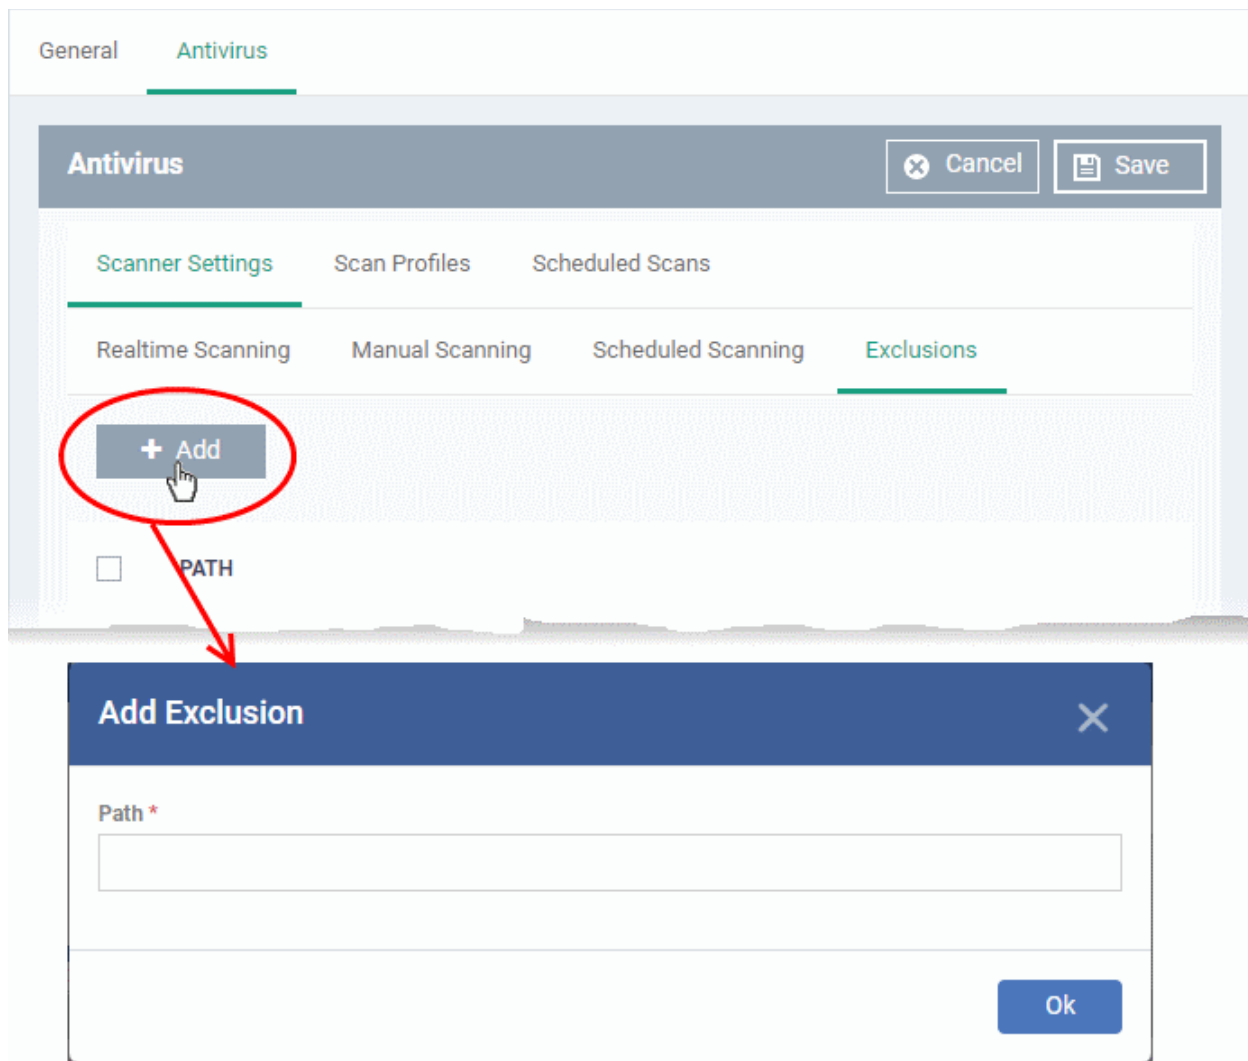 General Antivirus
Antivirus Cancel Save
Scanner Settings Scan Profiles Scheduled Scans
Realtime Scanning Manual Scanning Scheduled Scanning Exclusions
+ Add
PATH
Add Exclusion
Path *
Ok